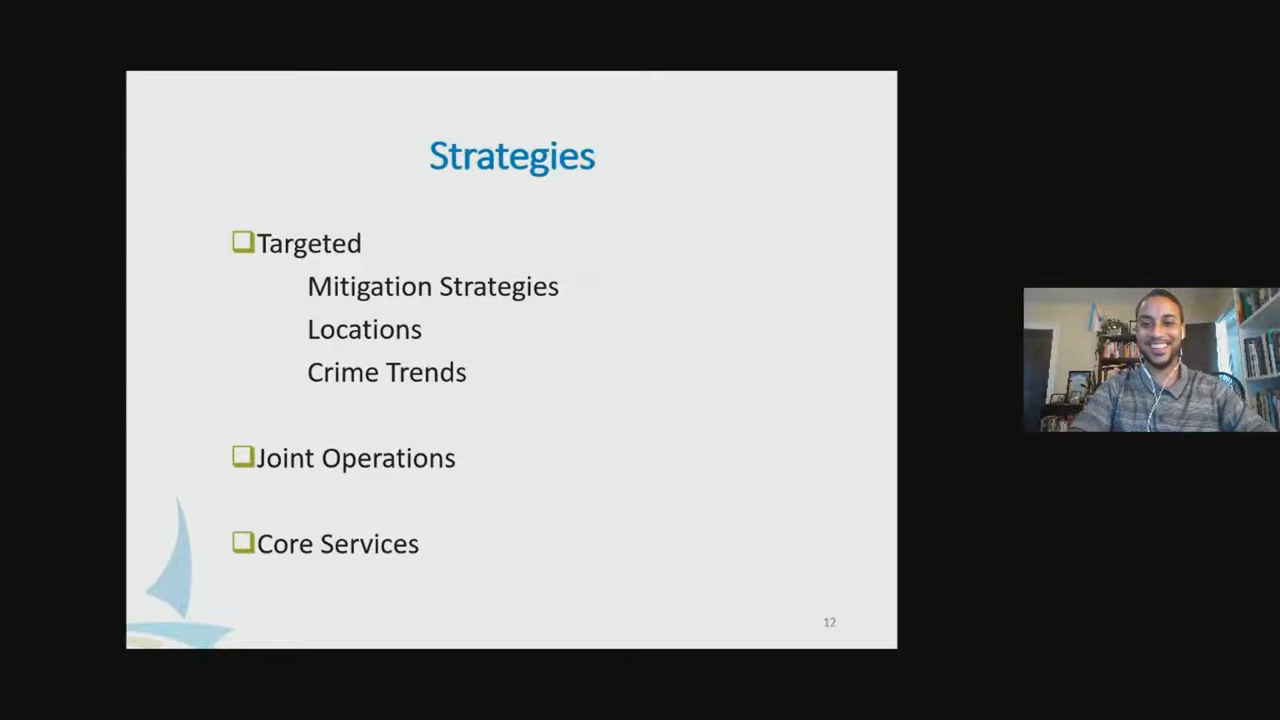 Strategies
Targeted
Mitigation Strategies
Locations
Crime Trends
Joint Operations
Core Services
12